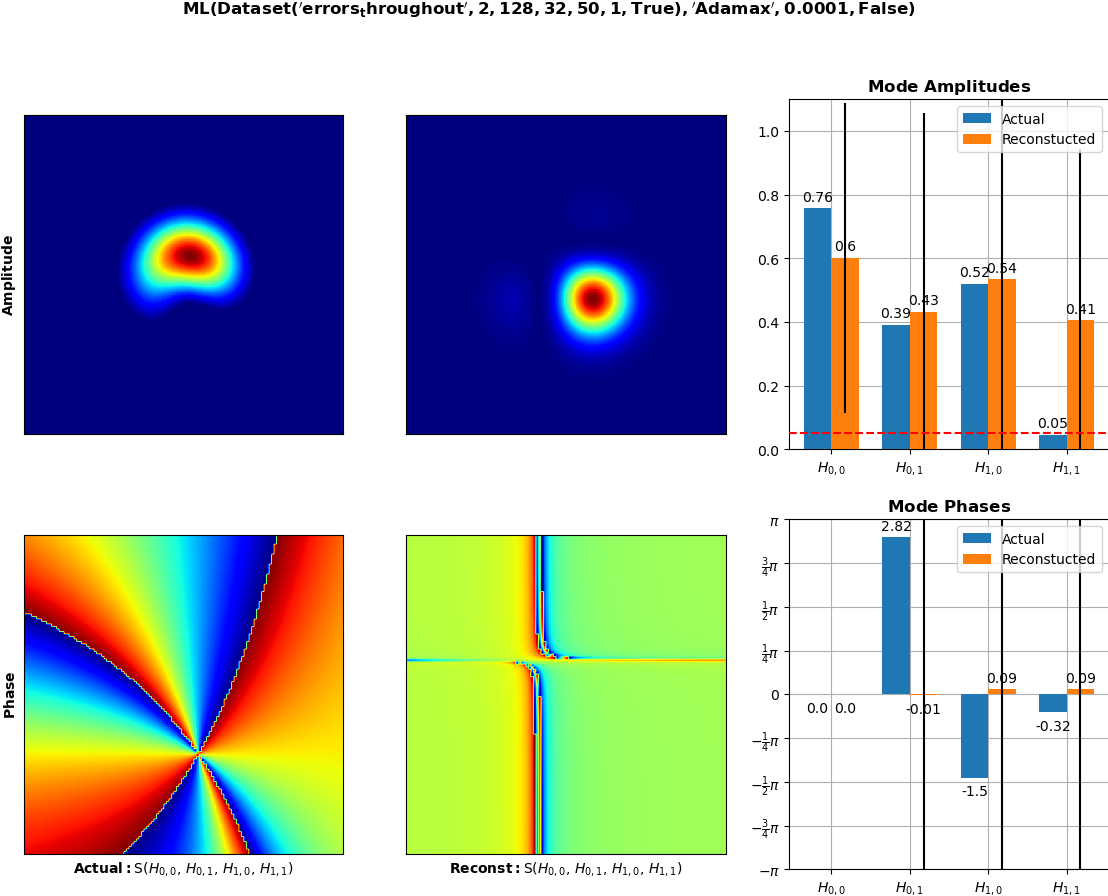 ML(Dataset('errors_throughout', 2, 128, 32, 50, 1, True), 'Adamax', 0.0001, False)
Mode Amplitudes
Actual
Reconstucted
1.0
0.8
0.6
0.4
0.2
0.0
0.76
0.6
0.39
0.43
0.52
0.54
0.05
0.41
H0,0
H0,1
H1,0
H1,1
Amplitude
Mode Phases
Actual
Reconstucted
π
3/4π
1/2π
1/4π
0
−1/4π
−1/2π
−3/4π
−π
0.0
0.0
2.82
-0.01
-1.5
0.09
-0.32
0.09
H0,0
H0,1
H1,0
H1,1
Phase
Actual: S(H0,0, H0,1, H1,0, H1,1)
Reconst: S(H0,0, H0,1, H1,0, H1,1)